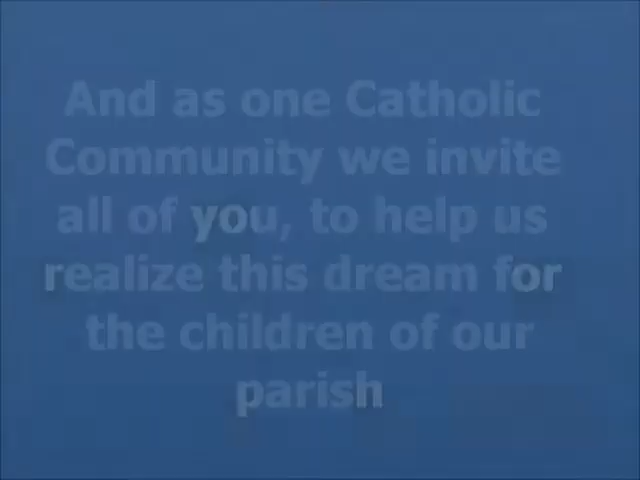 And as one Catholic
Community we invite
all of you, to help us
realize this dream for
the children of our
parish